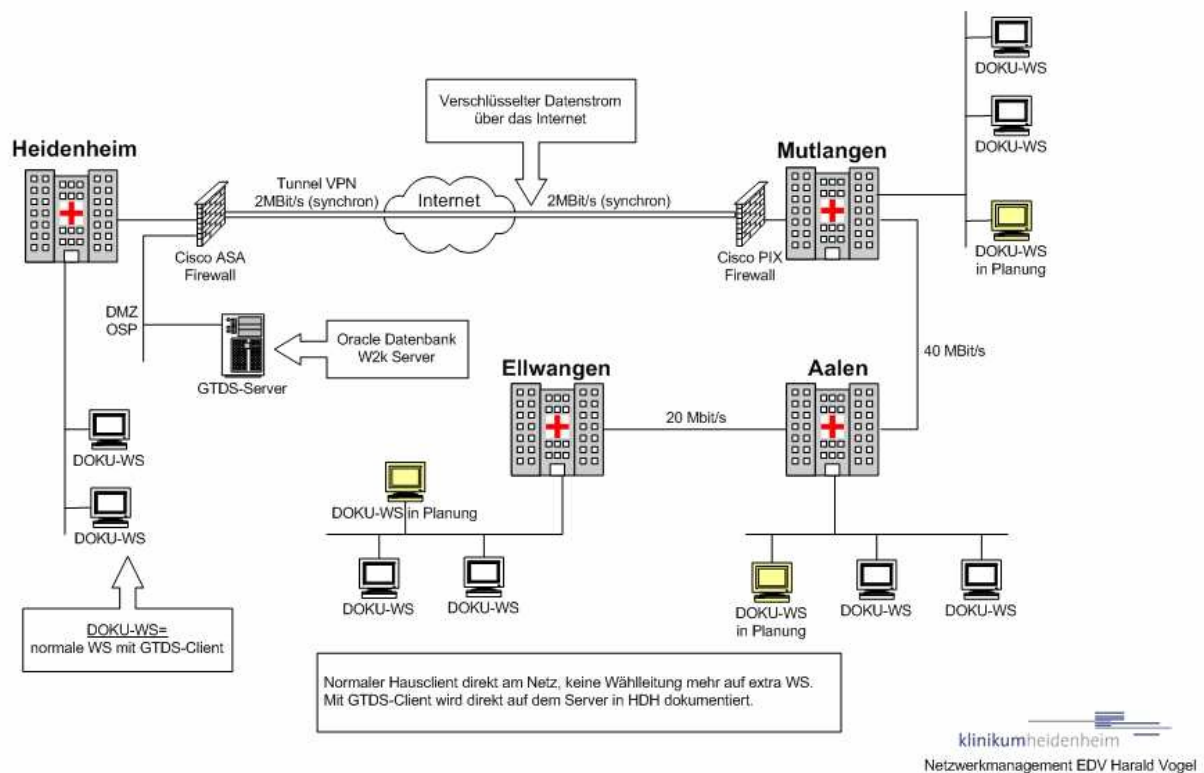 DOKU-WS
Verschlüsselter Datenstrom
über das Internet
DOKU-WS
Heidenheim
Mutlangen
Tunnel VPN
2MBit/s (synchron)
Internet
2MBit/s (synchron)
Cisco ASA
Firewall
Cisco PIX
Firewall
DOKU-WS
in Planung
DMZ
OSP
GTDS-Server
Oracle Datenbank
W2k Server
40 MBit/s
Ellwangen
Aalen
20 Mbit/s
DOKU-WS
DOKU-WS
DOKU-WS in Planung
DOKU-WS
DOKU-WS
DOKU-WS
in Planung
DOKU-WS
DOKU-WS
DOKU-WS=
normale WS mit GTDS-Client
Normaler Hausclient direkt am Netz, keine Wählleitung mehr auf extra WS.
Mit GTDS-Client wird direkt auf dem Server in HDH dokumentiert.
klinikumheidenheim
Netzwerkmanagement EDV Harald Vogel